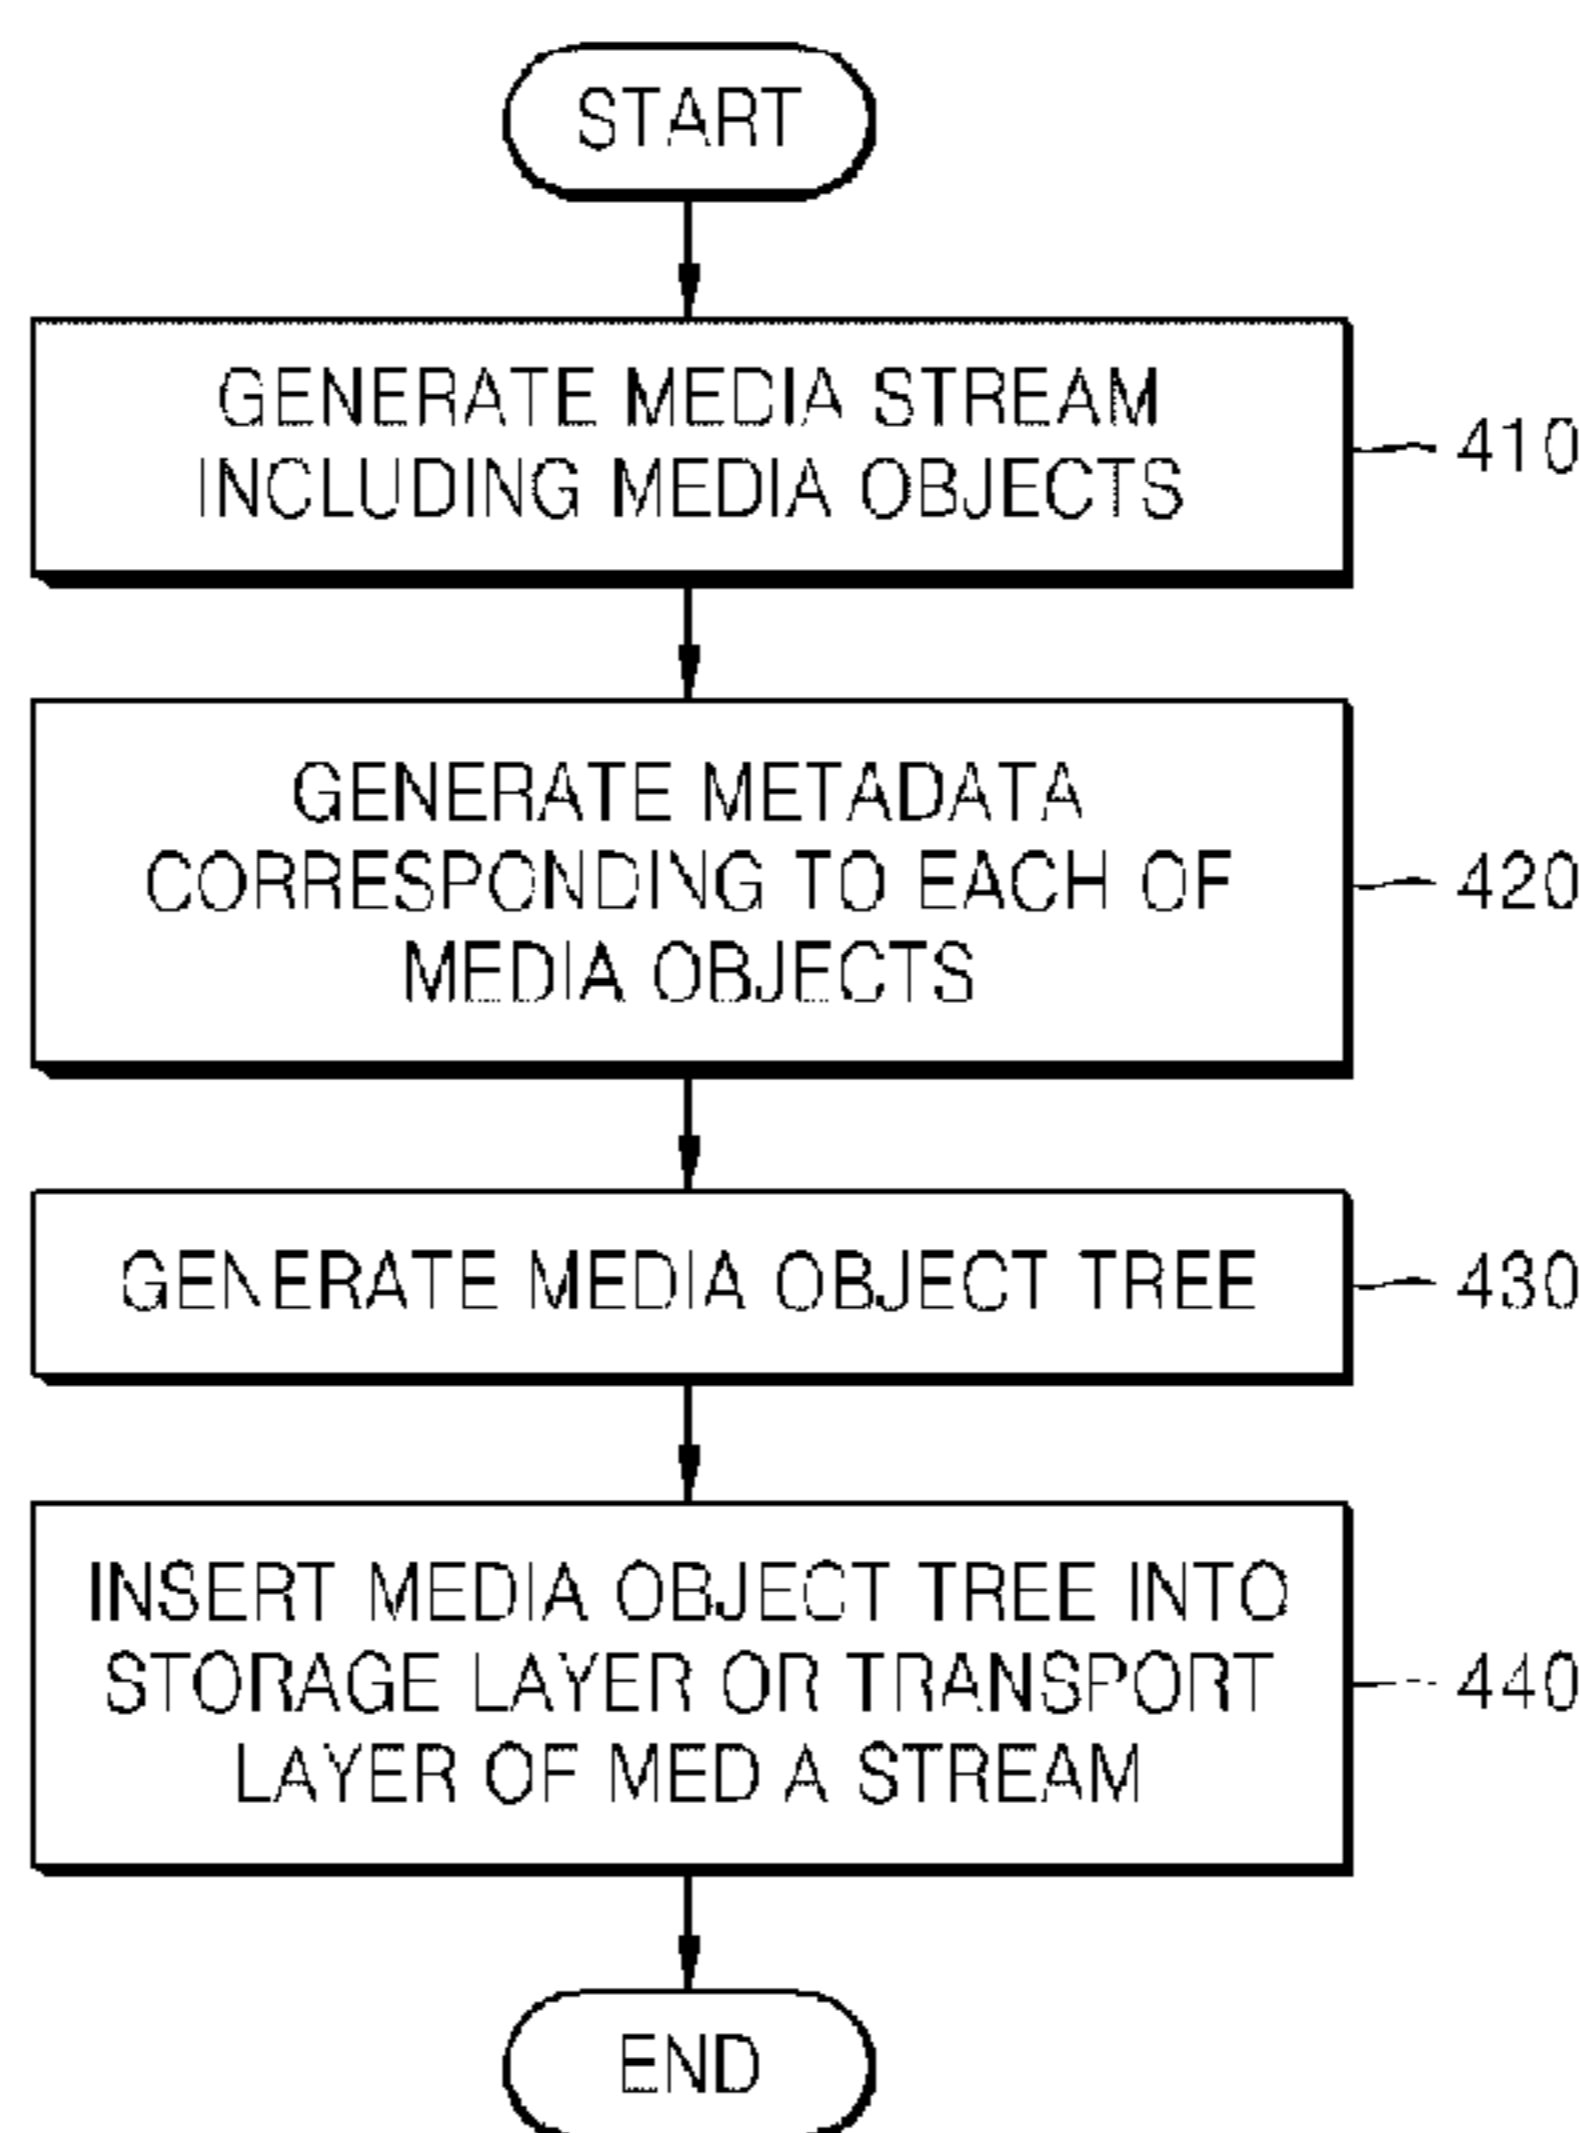 START
GENERATE MEDIA STREAM
INCLUDING MEDIA OBJECTS
410
GENERATE METADATA
CORRESPONDING TO EACH OF
MEDIA OBJECTS
420
GENERATE MEDIA OBJECT TREE
430
INSERT MEDIA OBJECT TREE INTO
STORAGE LAYER OR TRANSPORT
LAYER OF MEDIA STREAM
440
END